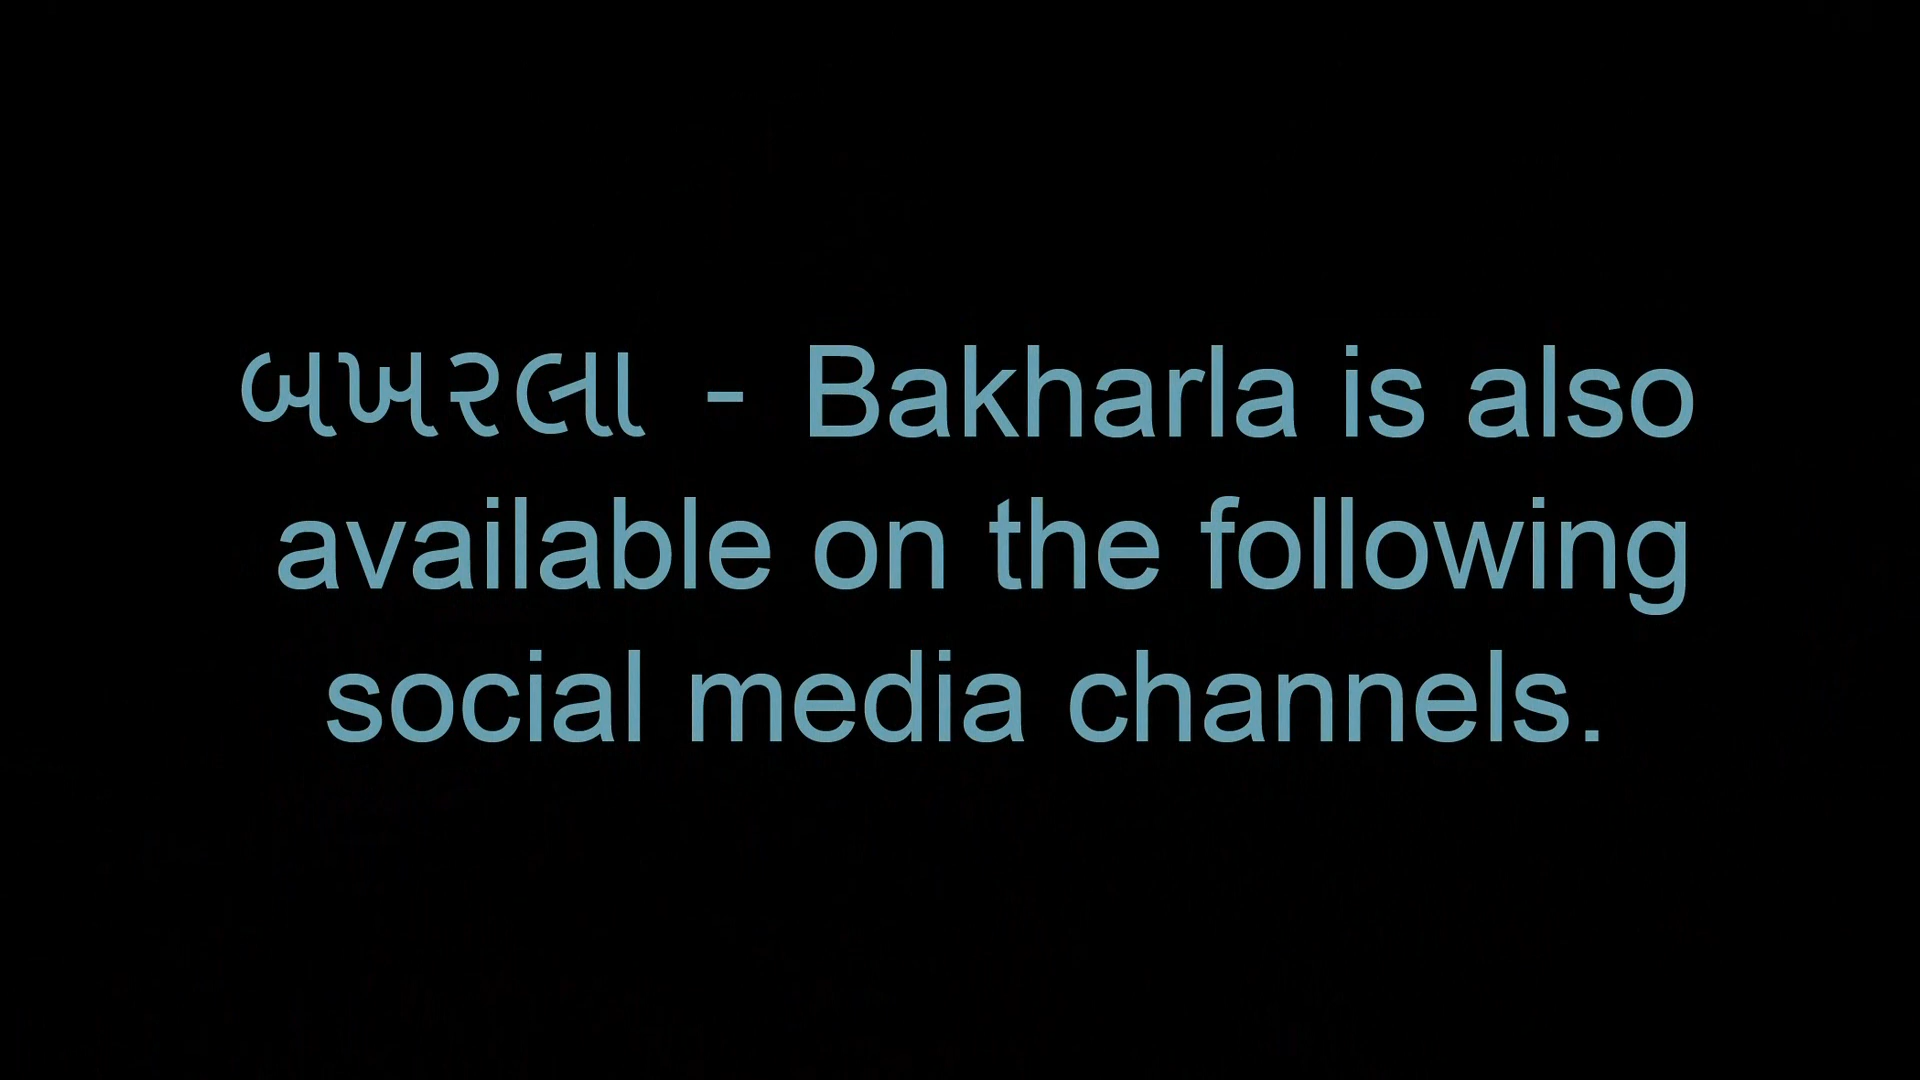 બખરલા - Bakharla is also
available on the following
social media channels.